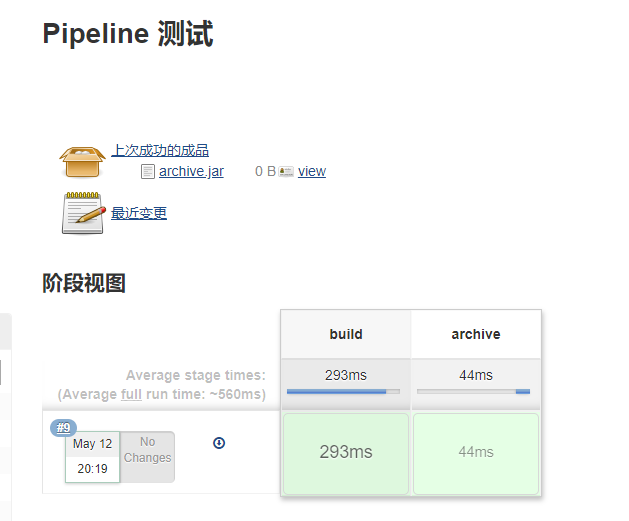 Pipeline 测试
上次成功的成品
archive.jar 0 B view
最近变更
阶段视图
build archive
Average stage times: 293ms 44ms
(Average full run time: ~560ms)
#9
May 12 No
20:19 Changes
293ms 44ms